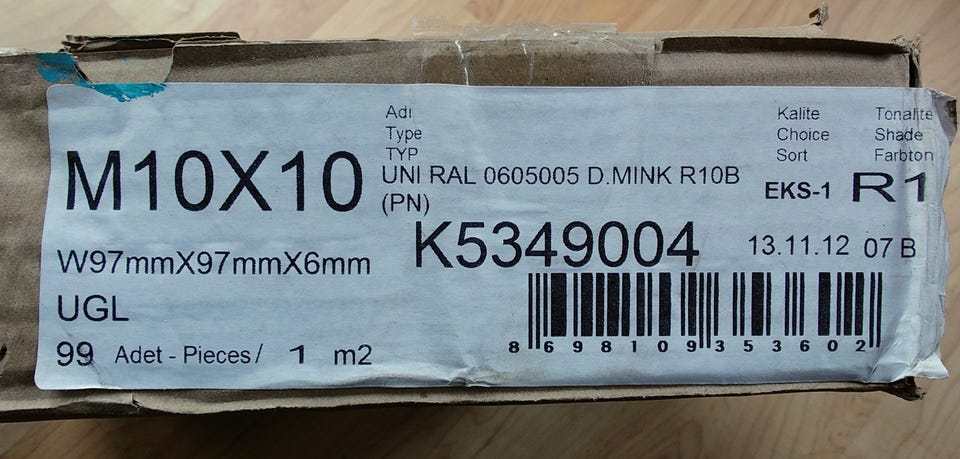 Adı
Type
TYP
Kalite
Choice
Sort
Tonalite
Shade
Farbton
M10X10
UNI RAL 0605005 D.MINK R10B
(PN)
EKS-1
R1
W97mmX97mmX6mm
K5349004
13.11.12 07 B
UGL
99 Adet - Pieces / 1 m2
8 698109 353602